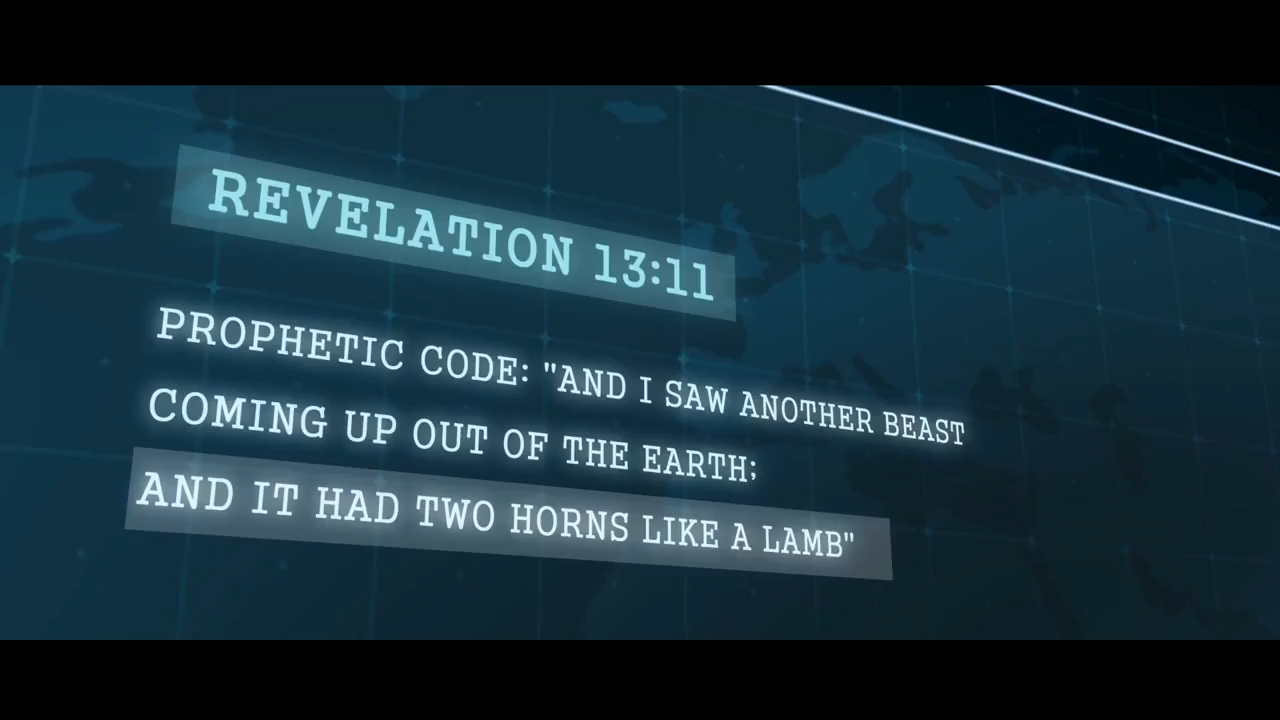 REVELATION 13:11
PROPHETIC CODE: "AND I SAW ANOTHER BEAST
COMING UP OUT OF THE EARTH;
AND IT HAD TWO HORNS LIKE A LAMB"